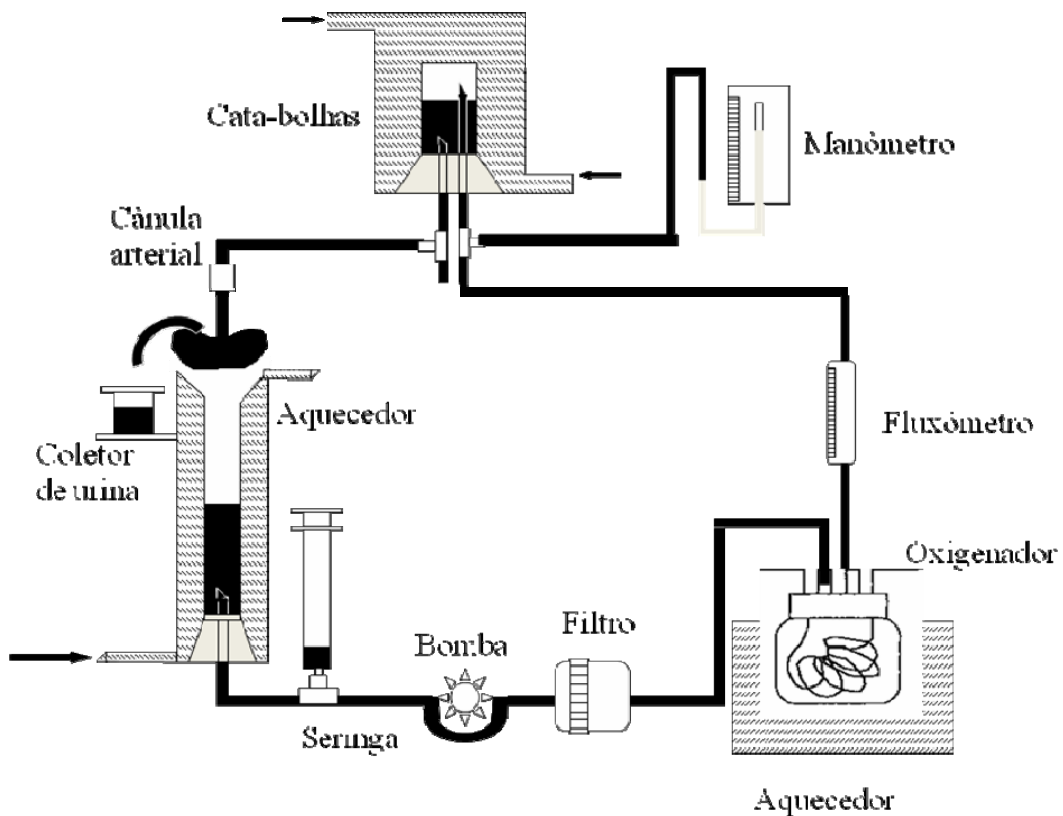 Cata-bolhas
Manômetro
Cânula
arterial
Aquecedor
Fluxômetro
Coletor
de urina
Oxigenador
Filtro
Bomba
Seringa
Aquecedor